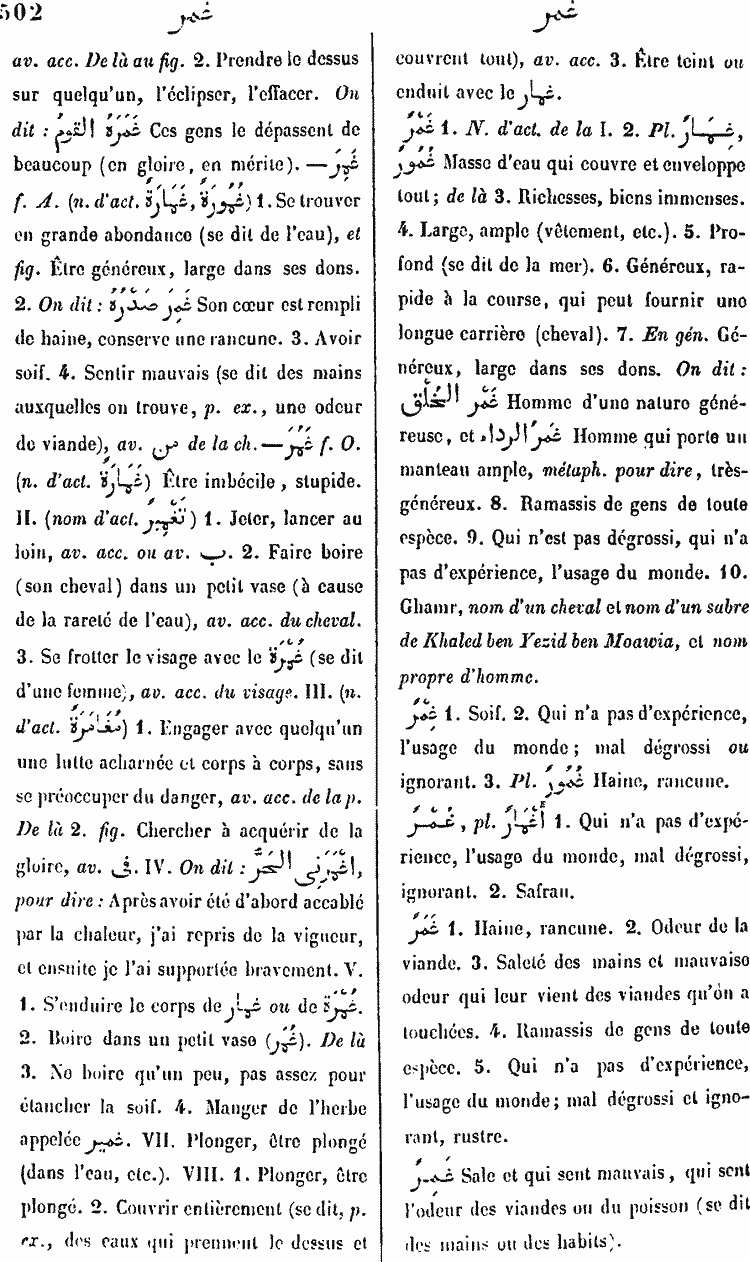 502
غمر
غمر
av. acc. De là au fig. 2. Prendre le dessus
sur quelqu'un, l'éclipser, l'effacer. On
dit : غَمَرَهُ القَوْمُ Ces gens le dépassent de
beaucoup (en gloire, en mérite). — غَمِرَ
f. A. (n. d'act. غُمُورَةٌ, غَمَارَةٌ) 1. Se trouver
en grande abondance (se dit de l'eau), et
fig. Être généreux, large dans ses dons.
2. On dit : غَمِرَ صَدْرُهُ Son cœur est rempli
de haine, conserve une rancune. 3. Avoir
soif. 4. Sentir mauvais (se dit des mains
auxquelles on trouve, p. ex., une odeur
de viande), av. من de la ch. — غَمُرَ f. O.
(n. d'act. غَمَارَةٌ) Être imbécile, stupide.
II. (nom d'act. تَغْمِيرٌ) 1. Jeter, lancer au
loin, av. acc. ou av. ب. 2. Faire boire
(son cheval) dans un petit vase (à cause
de la rareté de l'eau), av. acc. du cheval.
3. Se frotter le visage avec le غُمْرَة (se dit
d'une femme), av. acc. du visage. III. (n.
d'act. مُغَامَرَةٌ) 1. Engager avec quelqu'un
une lutte acharnée et corps à corps, sans
se préoccuper du danger, av. acc. de la p.
De là 2. fig. Chercher à acquérir de la
gloire, av. فى. IV. On dit : اغمرنى الحَرُّ,
pour dire : Après avoir été d'abord accablé
par la chaleur, j'ai repris de la vigueur,
et ensuite je l'ai supportée bravement. V.
1. S'enduire le corps de غمار ou de غُمْرَة.
2. Boire dans un petit vase (غُمَر). De là
3. Ne boire qu'un peu, pas assez pour
étancher la soif. 4. Manger de l'herbe
appelée غمير. VII. Plonger, être plongé
(dans l'eau, etc.). VIII. 1. Plonger, être
plongé. 2. Couvrir entièrement (se dit, p.
ex., des eaux qui prennent le dessus et
couvrent tout), av. acc. 3. Être teint ou
enduit avec le غمار.
غَمْرٌ 1. N. d'act. de la I. 2. Pl. غِمَارٌ,
غُمُورٌ Masse d'eau qui couvre et enveloppe
tout; de là 3. Richesses, biens immenses.
4. Large, ample (vêtement, etc.). 5. Pro-
fond (se dit de la mer). 6. Généreux, ra-
pide à la course, qui peut fournir une
longue carrière (cheval). 7. En gén. Gé-
néreux, large dans ses dons. On dit :
غَمْرُ الخُلْقِ Homme d'une nature géné-
reuse, et غَمْرُ الرداء Homme qui porte un
manteau ample, métaph. pour dire, très-
généreux. 8. Ramassis de gens de toute
espèce. 9. Qui n'est pas dégrossi, qui n'a
pas d'expérience, l'usage du monde. 10.
Ghamr, nom d'un cheval et nom d'un sabre
de Khaled ben Yezid ben Moawia, et nom
propre d'homme.
غِمْرٌ 1. Soif. 2. Qui n'a pas d'expérience,
l'usage du monde; mal dégrossi ou
ignorant. 3. Pl. غُمُورٌ Haine, rancune.
غُمْرٌ, pl. أَغْمَارٌ 1. Qui n'a pas d'expé-
rience, l'usage du monde, mal dégrossi,
ignorant. 2. Safran.
غَمَرٌ 1. Haine, rancune. 2. Odeur de la
viande. 3. Saleté des mains et mauvaise
odeur qui leur vient des viandes qu'on a
touchées. 4. Ramassis de gens de toute
espèce. 5. Qui n'a pas d'expérience,
l'usage du monde; mal dégrossi et igno-
rant, rustre.
غَمِرٌ Sale et qui sent mauvais, qui sent
l'odeur des viandes ou du poisson (se dit
des mains ou des habits).